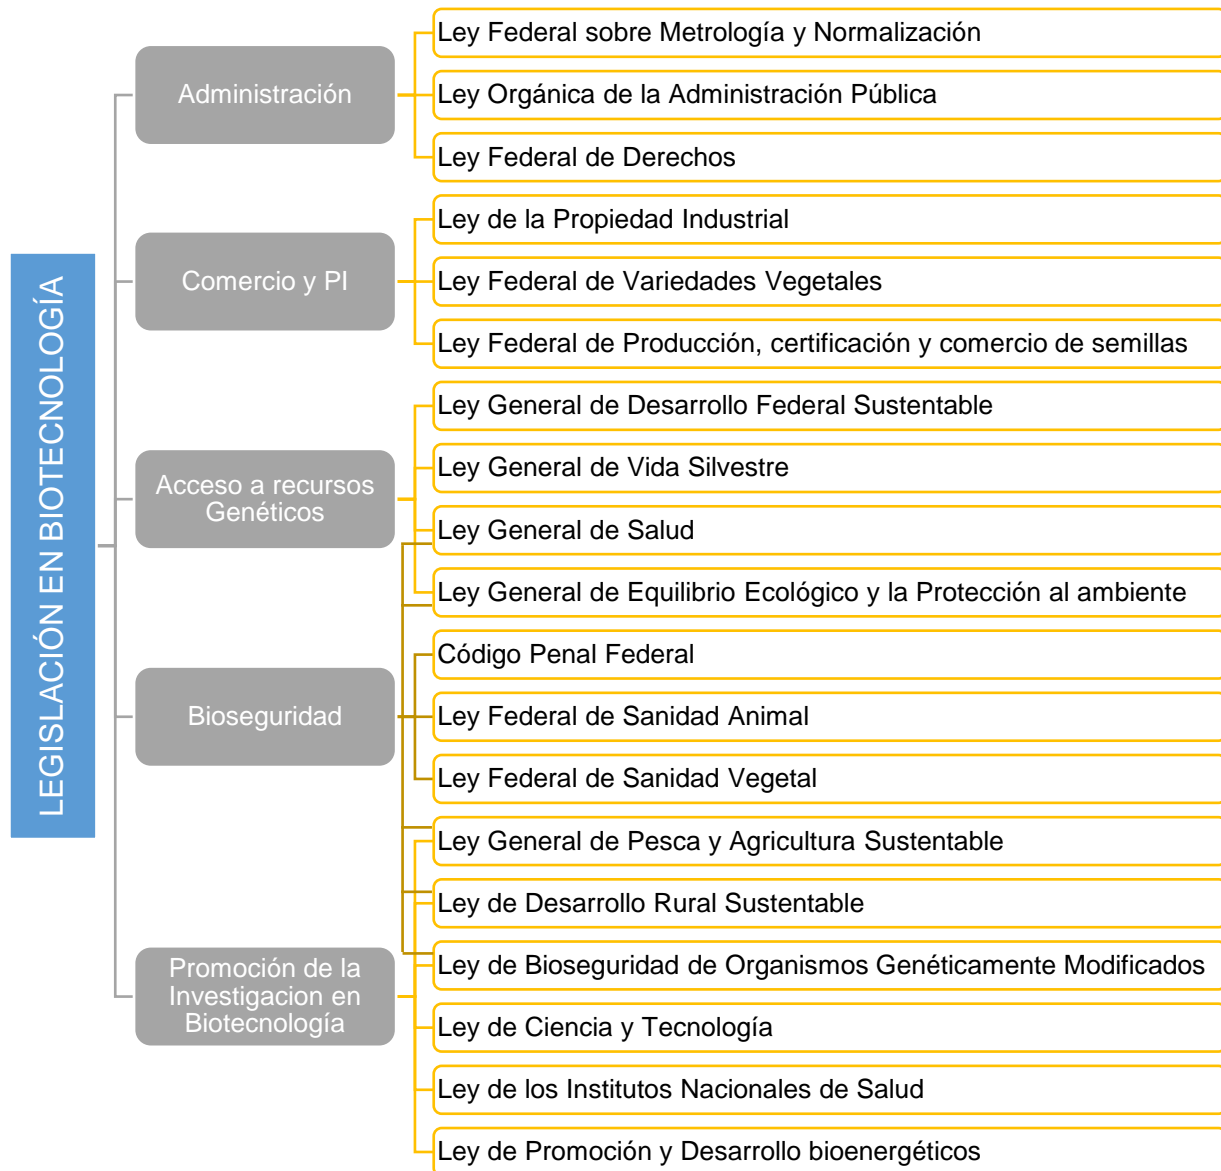 LEGISLACIÓN EN BIOTECNOLOGÍA
Administración
Ley Federal sobre Metrología y Normalización
Ley Orgánica de la Administración Pública
Ley Federal de Derechos
Comercio y PI
Ley de la Propiedad Industrial
Ley Federal de Variedades Vegetales
Ley Federal de Producción, certificación y comercio de semillas
Acceso a recursos
Genéticos
Ley General de Desarrollo Federal Sustentable
Ley General de Vida Silvestre
Ley General de Salud
Ley General de Equilibrio Ecológico y la Protección al ambiente
Bioseguridad
Código Penal Federal
Ley Federal de Sanidad Animal
Ley Federal de Sanidad Vegetal
Promoción de la
Investigacion en
Biotecnología
Ley General de Pesca y Agricultura Sustentable
Ley de Desarrollo Rural Sustentable
Ley de Bioseguridad de Organismos Genéticamente Modificados
Ley de Ciencia y Tecnología
Ley de los Institutos Nacionales de Salud
Ley de Promoción y Desarrollo bioenergéticos